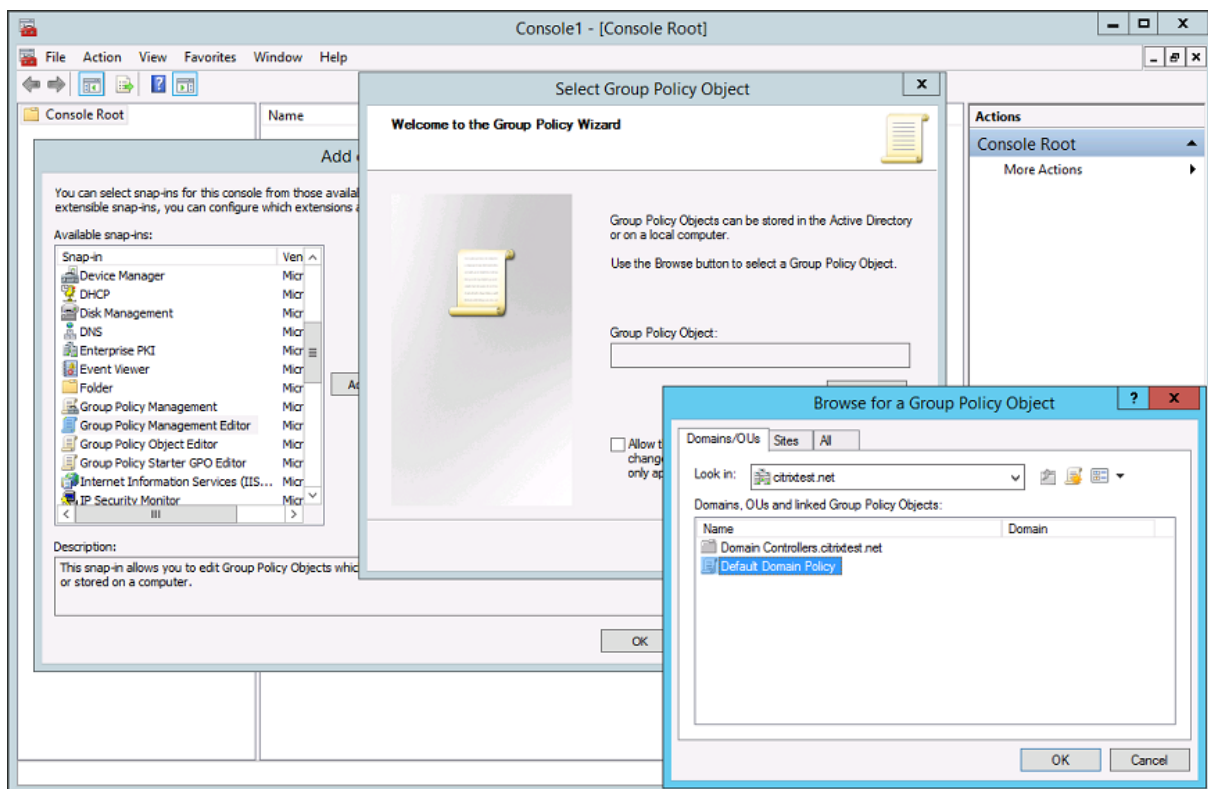 Console1 - [Console Root]
File Action View Favorites Window Help
Console Root
Name
Actions
Console Root
More Actions
Add
You can select snap-ins for this console from those availa
extensible snap-ins, you can configure which extensions
Available snap-ins:
Snap-in Ven
Device Manager Micr
DHCP Micr
Disk Management Micr
DNS Micr
Enterprise PKI Micr
Event Viewer Micr
Folder Micr
Group Policy Management Micr
Group Policy Management Editor Micr
Group Policy Object Editor Micr
Group Policy Starter GPO Editor Micr
Internet Information Services (IIS... Micr
IP Security Monitor Micr
Description:
This snap-in allows you to edit Group Policy Objects whic
or stored on a computer.
OK
Select Group Policy Object
Welcome to the Group Policy Wizard
Group Policy Objects can be stored in the Active Directory
or on a local computer.
Use the Browse button to select a Group Policy Object.
Group Policy Object:
Allow t
change
only ap
Browse for a Group Policy Object
Domains/OUs Sites All
Look in: citrixtest.net
Domains, OUs and linked Group Policy Objects:
Name Domain
Domain Controllers.citrixtest.net
Default Domain Policy
OK Cancel